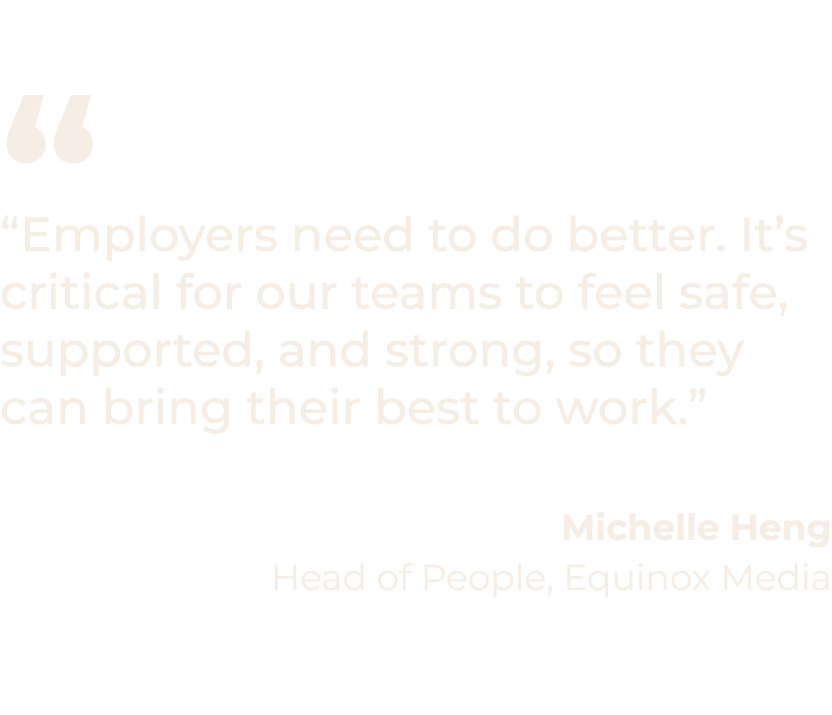 “
“Employers need to do better. It’s
critical for our teams to feel safe,
supported, and strong, so they
can bring their best to work.”
Michelle Heng
Head of People, Equinox Media